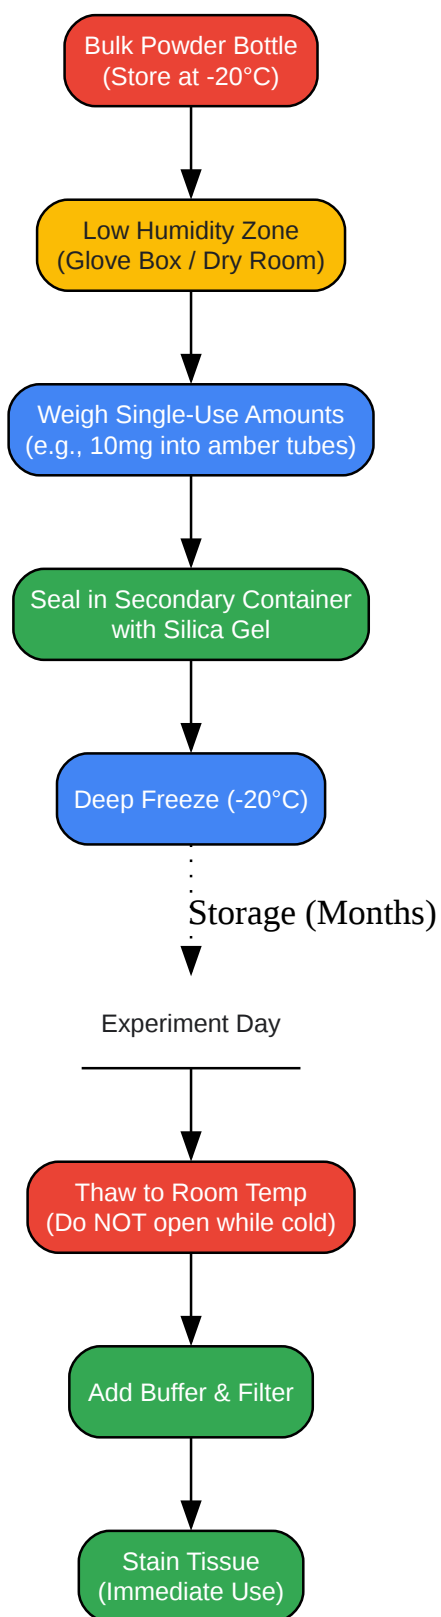 Bulk Powder Bottle
(Store at -20°C)
Low Humidity Zone
(Glove Box / Dry Room)
Weigh Single-Use Amounts
(e.g., 10mg into amber tubes)
Seal in Secondary Container
with Silica Gel
Deep Freeze (-20°C)
Storage (Months)
Experiment Day
Thaw to Room Temp
(Do NOT open while cold)
Add Buffer & Filter
Stain Tissue
(Immediate Use)